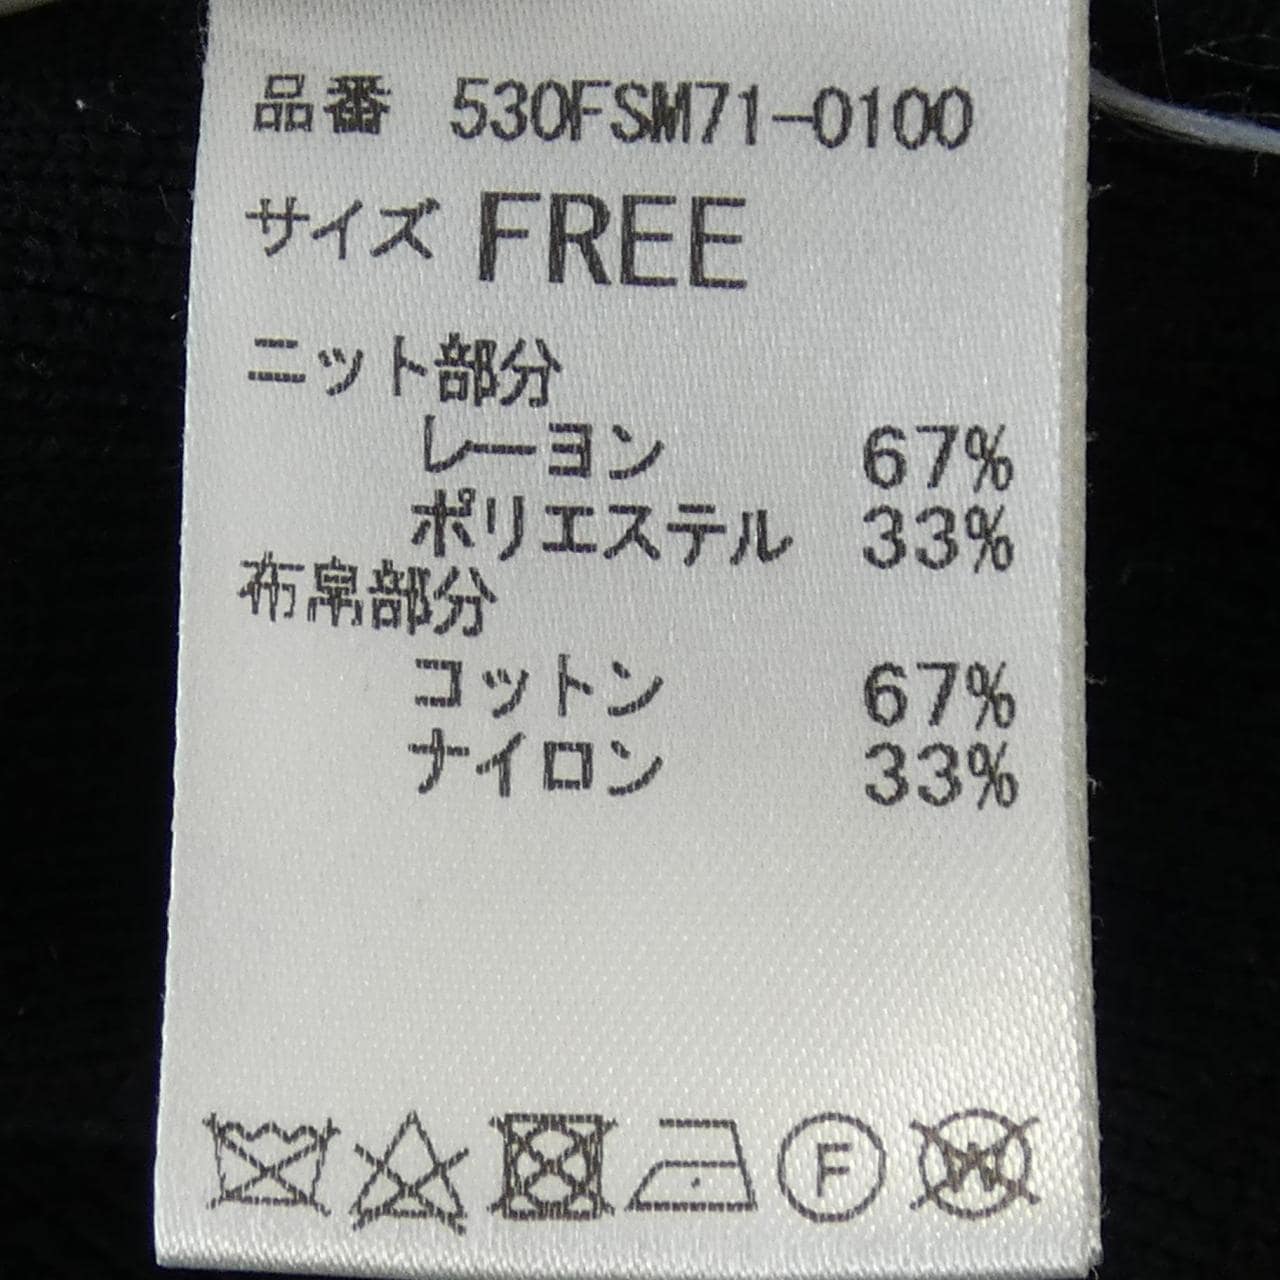 品番 530FSM71-0100
サイズ FREE
ニット部分
レーヨン 67%
ポリエステル 33%
布帛部分
コットン 67%
ナイロン 33%
F W